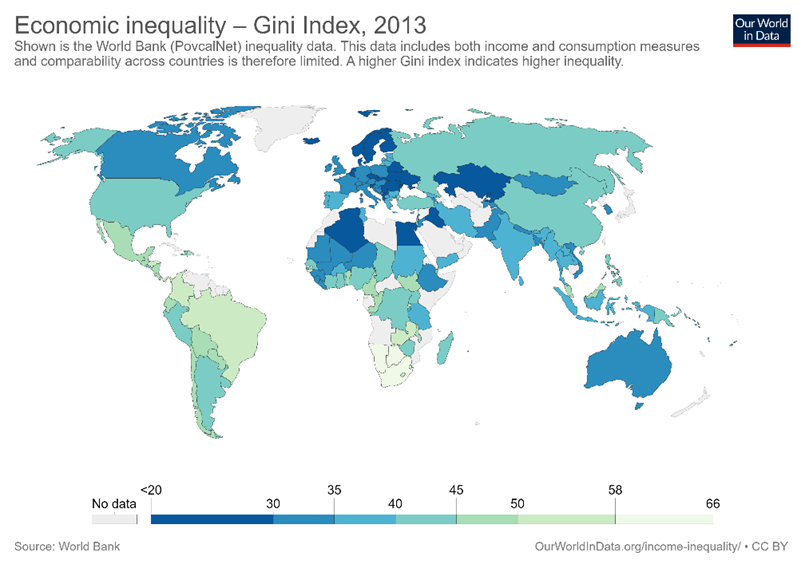 Economic inequality – Gini Index, 2013
Our World
in Data
Shown is the World Bank (PovcalNet) inequality data. This data includes both income and consumption measures
and comparability across countries is therefore limited. A higher Gini index indicates higher inequality.
<20 35 45 58
No data 30 40 50 66
Source: World Bank
OurWorldInData.org/income-inequality/ • CC BY